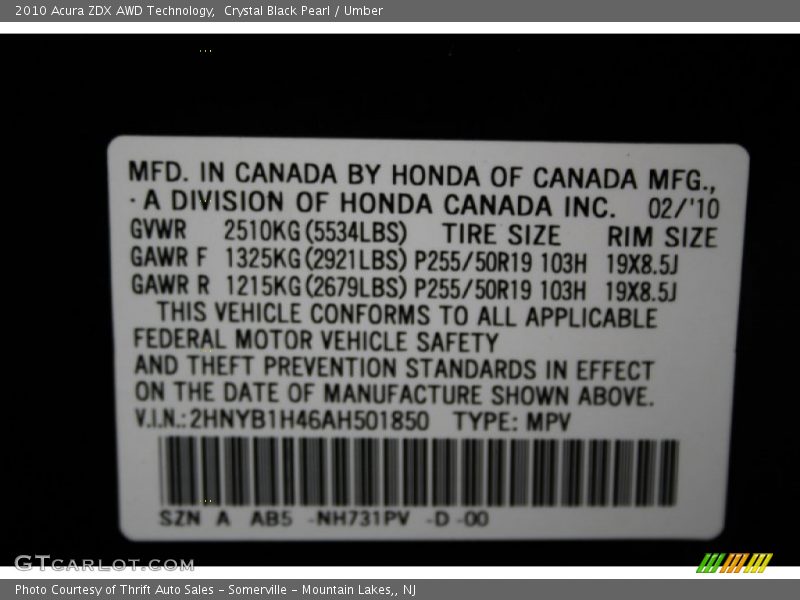 2010 Acura ZDX AWD Technology,  Crystal Black Pearl / Umber
MFD. IN CANADA BY HONDA OF CANADA MFG.,
A DIVISION OF HONDA CANADA INC. 02/'10
GVWR 2510KG(5534LBS) TIRE SIZE RIM SIZE
GAWR F 1325KG(2921LBS) P255/50R19 103H 19X8.5J
GAWR R 1215KG(2679LBS) P255/50R19 103H 19X8.5J
THIS VEHICLE CONFORMS TO ALL APPLICABLE
FEDERAL MOTOR VEHICLE SAFETY
AND THEFT PREVENTION STANDARDS IN EFFECT
ON THE DATE OF MANUFACTURE SHOWN ABOVE.
V.I.N.:2HNYB1H46AH501850 TYPE: MPV
SZN A AB5 -NH731PV -D -00
GTcarlot.com
Photo Courtesy of Thrift Auto Sales - Somerville - Mountain Lakes,, NJ